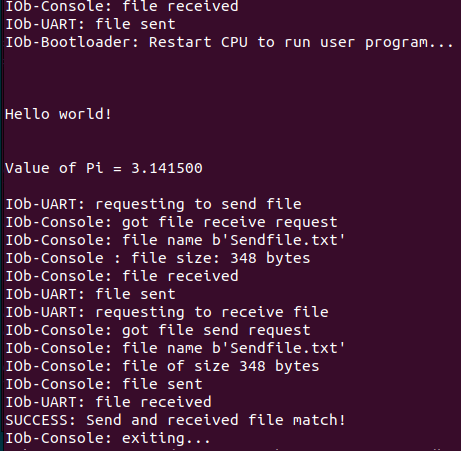 IOb-Console: file received
IOb-UART: file sent
IOb-Bootloader: Restart CPU to run user program...
Hello world!
Value of Pi = 3.141500
IOb-UART: requesting to send file
IOb-Console: got file receive request
IOb-Console: file name b'Sendfile.txt'
IOb-Console : file size: 348 bytes
IOb-Console: file received
IOb-UART: file sent
IOb-UART: requesting to receive file
IOb-Console: got file send request
IOb-Console: file name b'Sendfile.txt'
IOb-Console: file of size 348 bytes
IOb-Console: file sent
IOb-UART: file received
SUCCESS: Send and received file match!
IOb-Console: exiting...